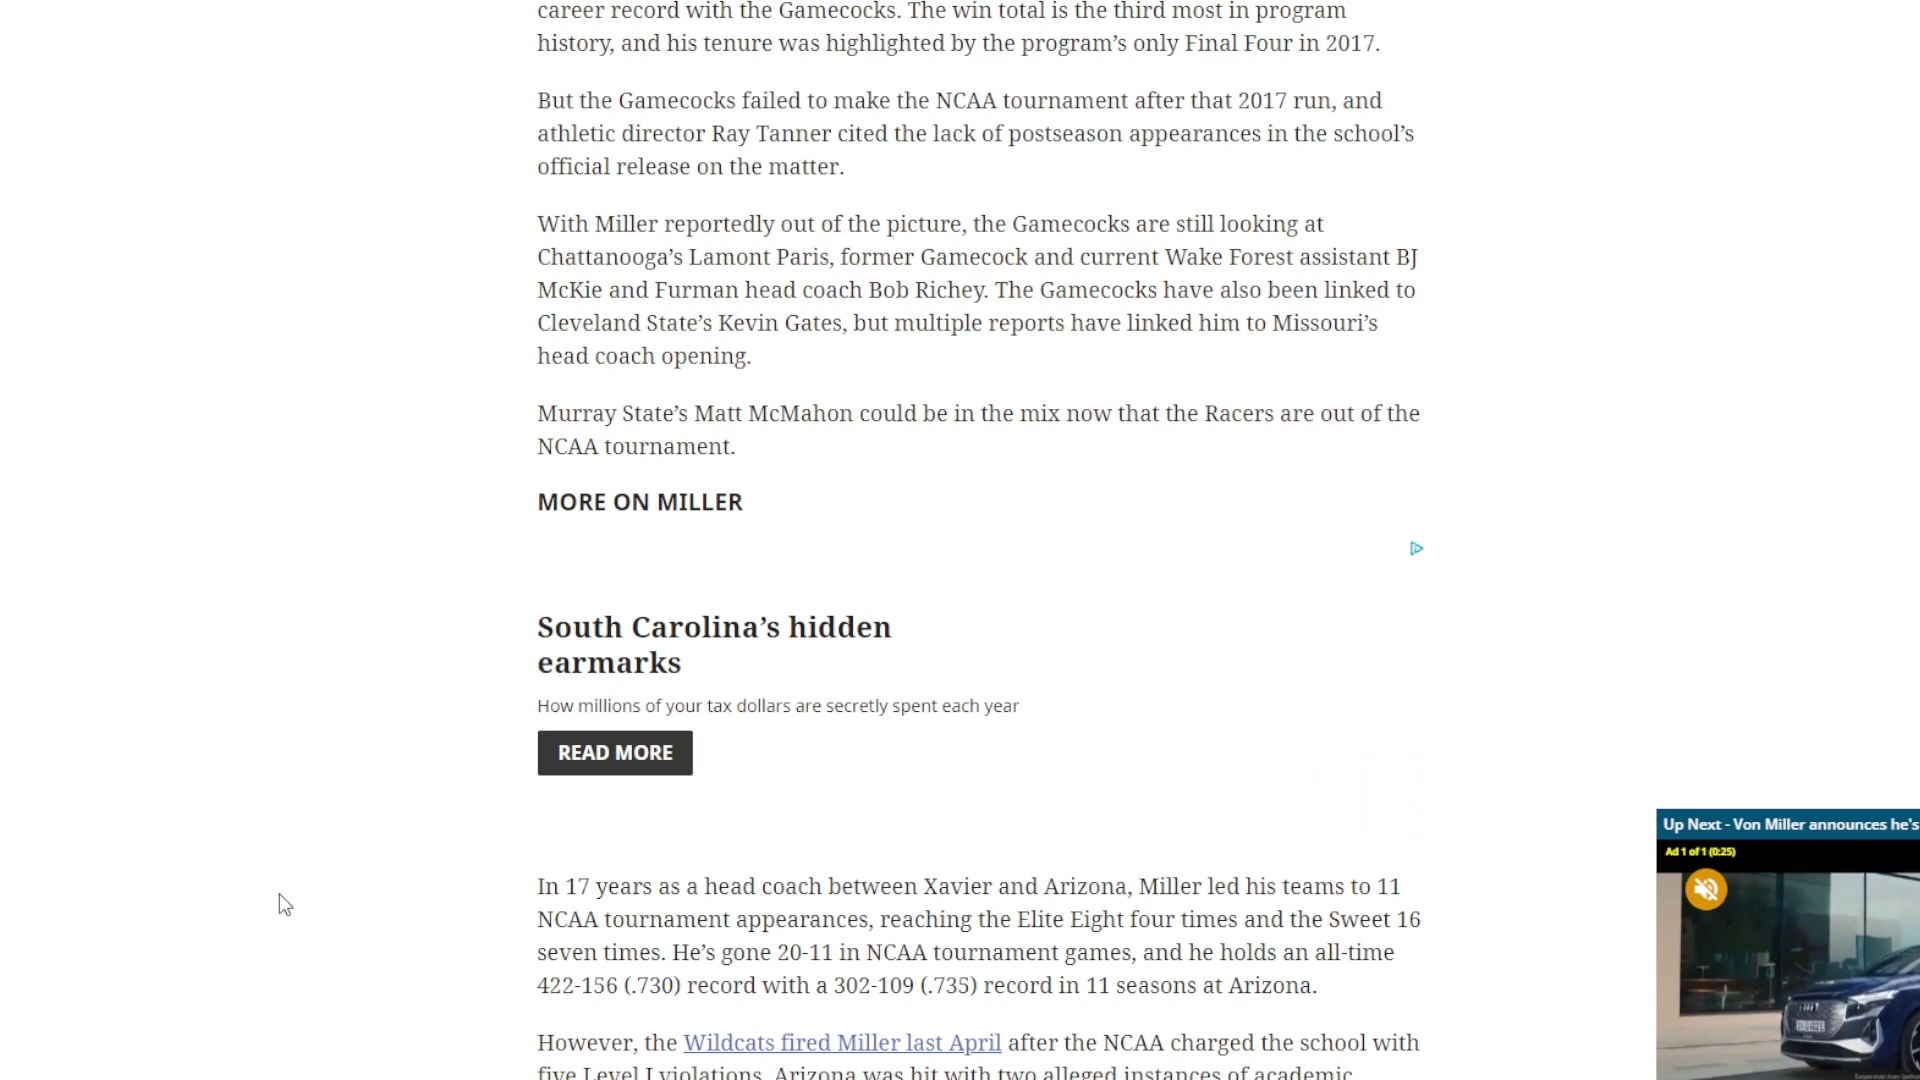 career record with the Gamecocks. The win total is the third most in program
history, and his tenure was highlighted by the program’s only Final Four in 2017.
But the Gamecocks failed to make the NCAA tournament after that 2017 run, and
athletic director Ray Tanner cited the lack of postseason appearances in the school’s
official release on the matter.
With Miller reportedly out of the picture, the Gamecocks are still looking at
Chattanooga’s Lamont Paris, former Gamecock and current Wake Forest assistant BJ
McKie and Furman head coach Bob Richey. The Gamecocks have also been linked to
Cleveland State’s Kevin Gates, but multiple reports have linked him to Missouri’s
head coach opening.
Murray State’s Matt McMahon could be in the mix now that the Racers are out of the
NCAA tournament.
MORE ON MILLER
South Carolina’s hidden
earmarks
How millions of your tax dollars are secretly spent each year
READ MORE
Up Next - Von Miller announces he's
Ad 1 of 1 (0:25)
In 17 years as a head coach between Xavier and Arizona, Miller led his teams to 11
NCAA tournament appearances, reaching the Elite Eight four times and the Sweet 16
seven times. He’s gone 20-11 in NCAA tournament games, and he holds an all-time
422-156 (.730) record with a 302-109 (.735) record in 11 seasons at Arizona.
However, the Wildcats fired Miller last April after the NCAA charged the school with
five Level I violations. Arizona was hit with two alleged instances of academic